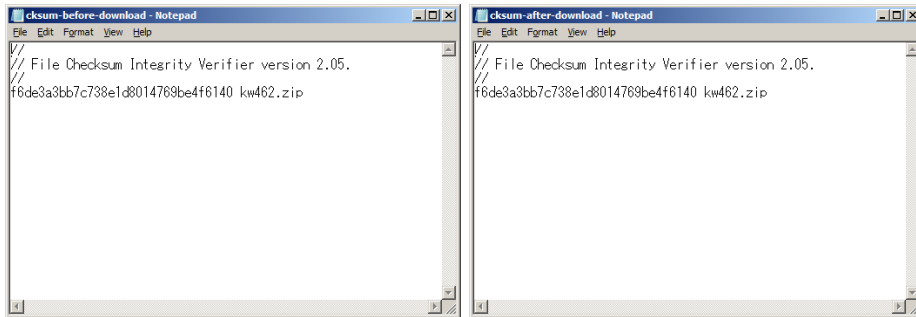 cksum-before-download - Notepad
File Edit Format View Help
//
// File Checksum Integrity Verifier version 2.05.
//
f6de3a3bb7c738e1d8014769be4f6140 kw462.zip
cksum-after-download - Notepad
File Edit Format View Help
//
// File Checksum Integrity Verifier version 2.05.
//
f6de3a3bb7c738e1d8014769be4f6140 kw462.zip